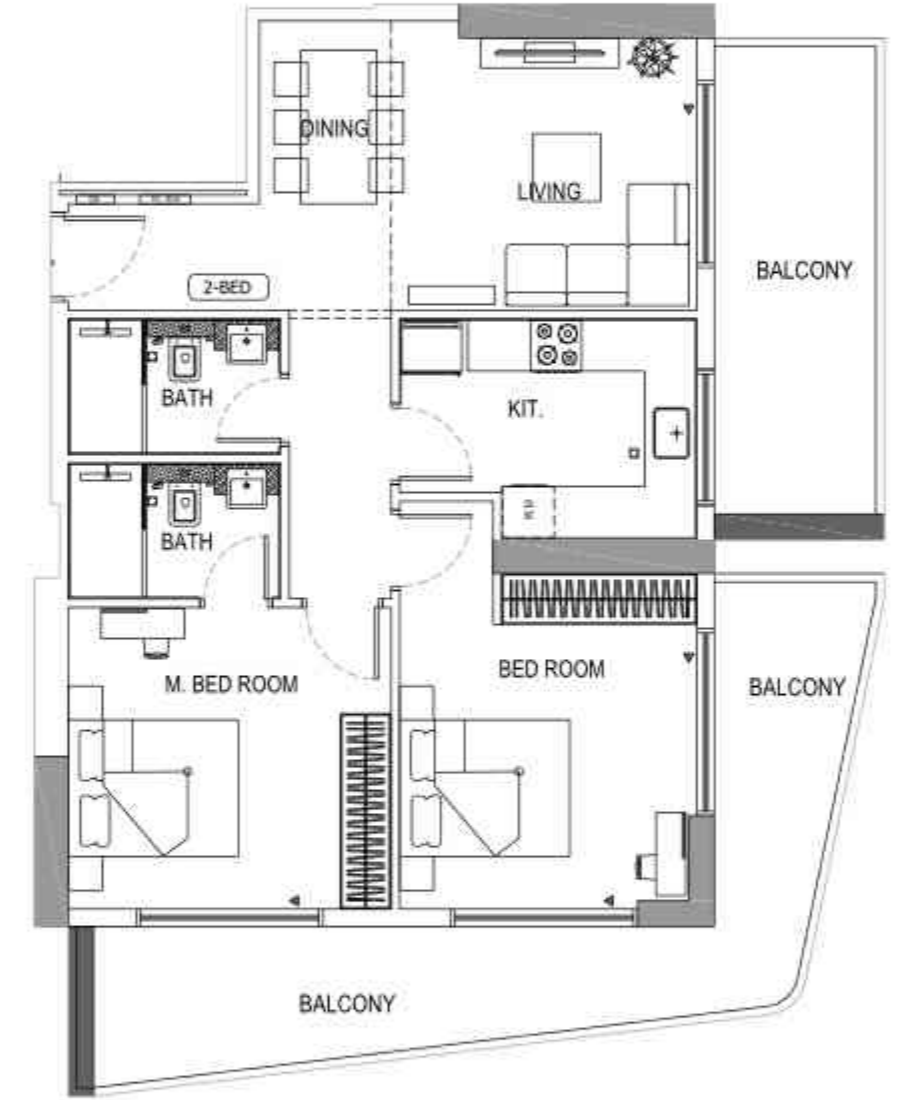 DINING
LIVING
BALCONY
2-BED
BATH
KIT.
BATH
BED ROOM
M. BED ROOM
BALCONY
BALCONY